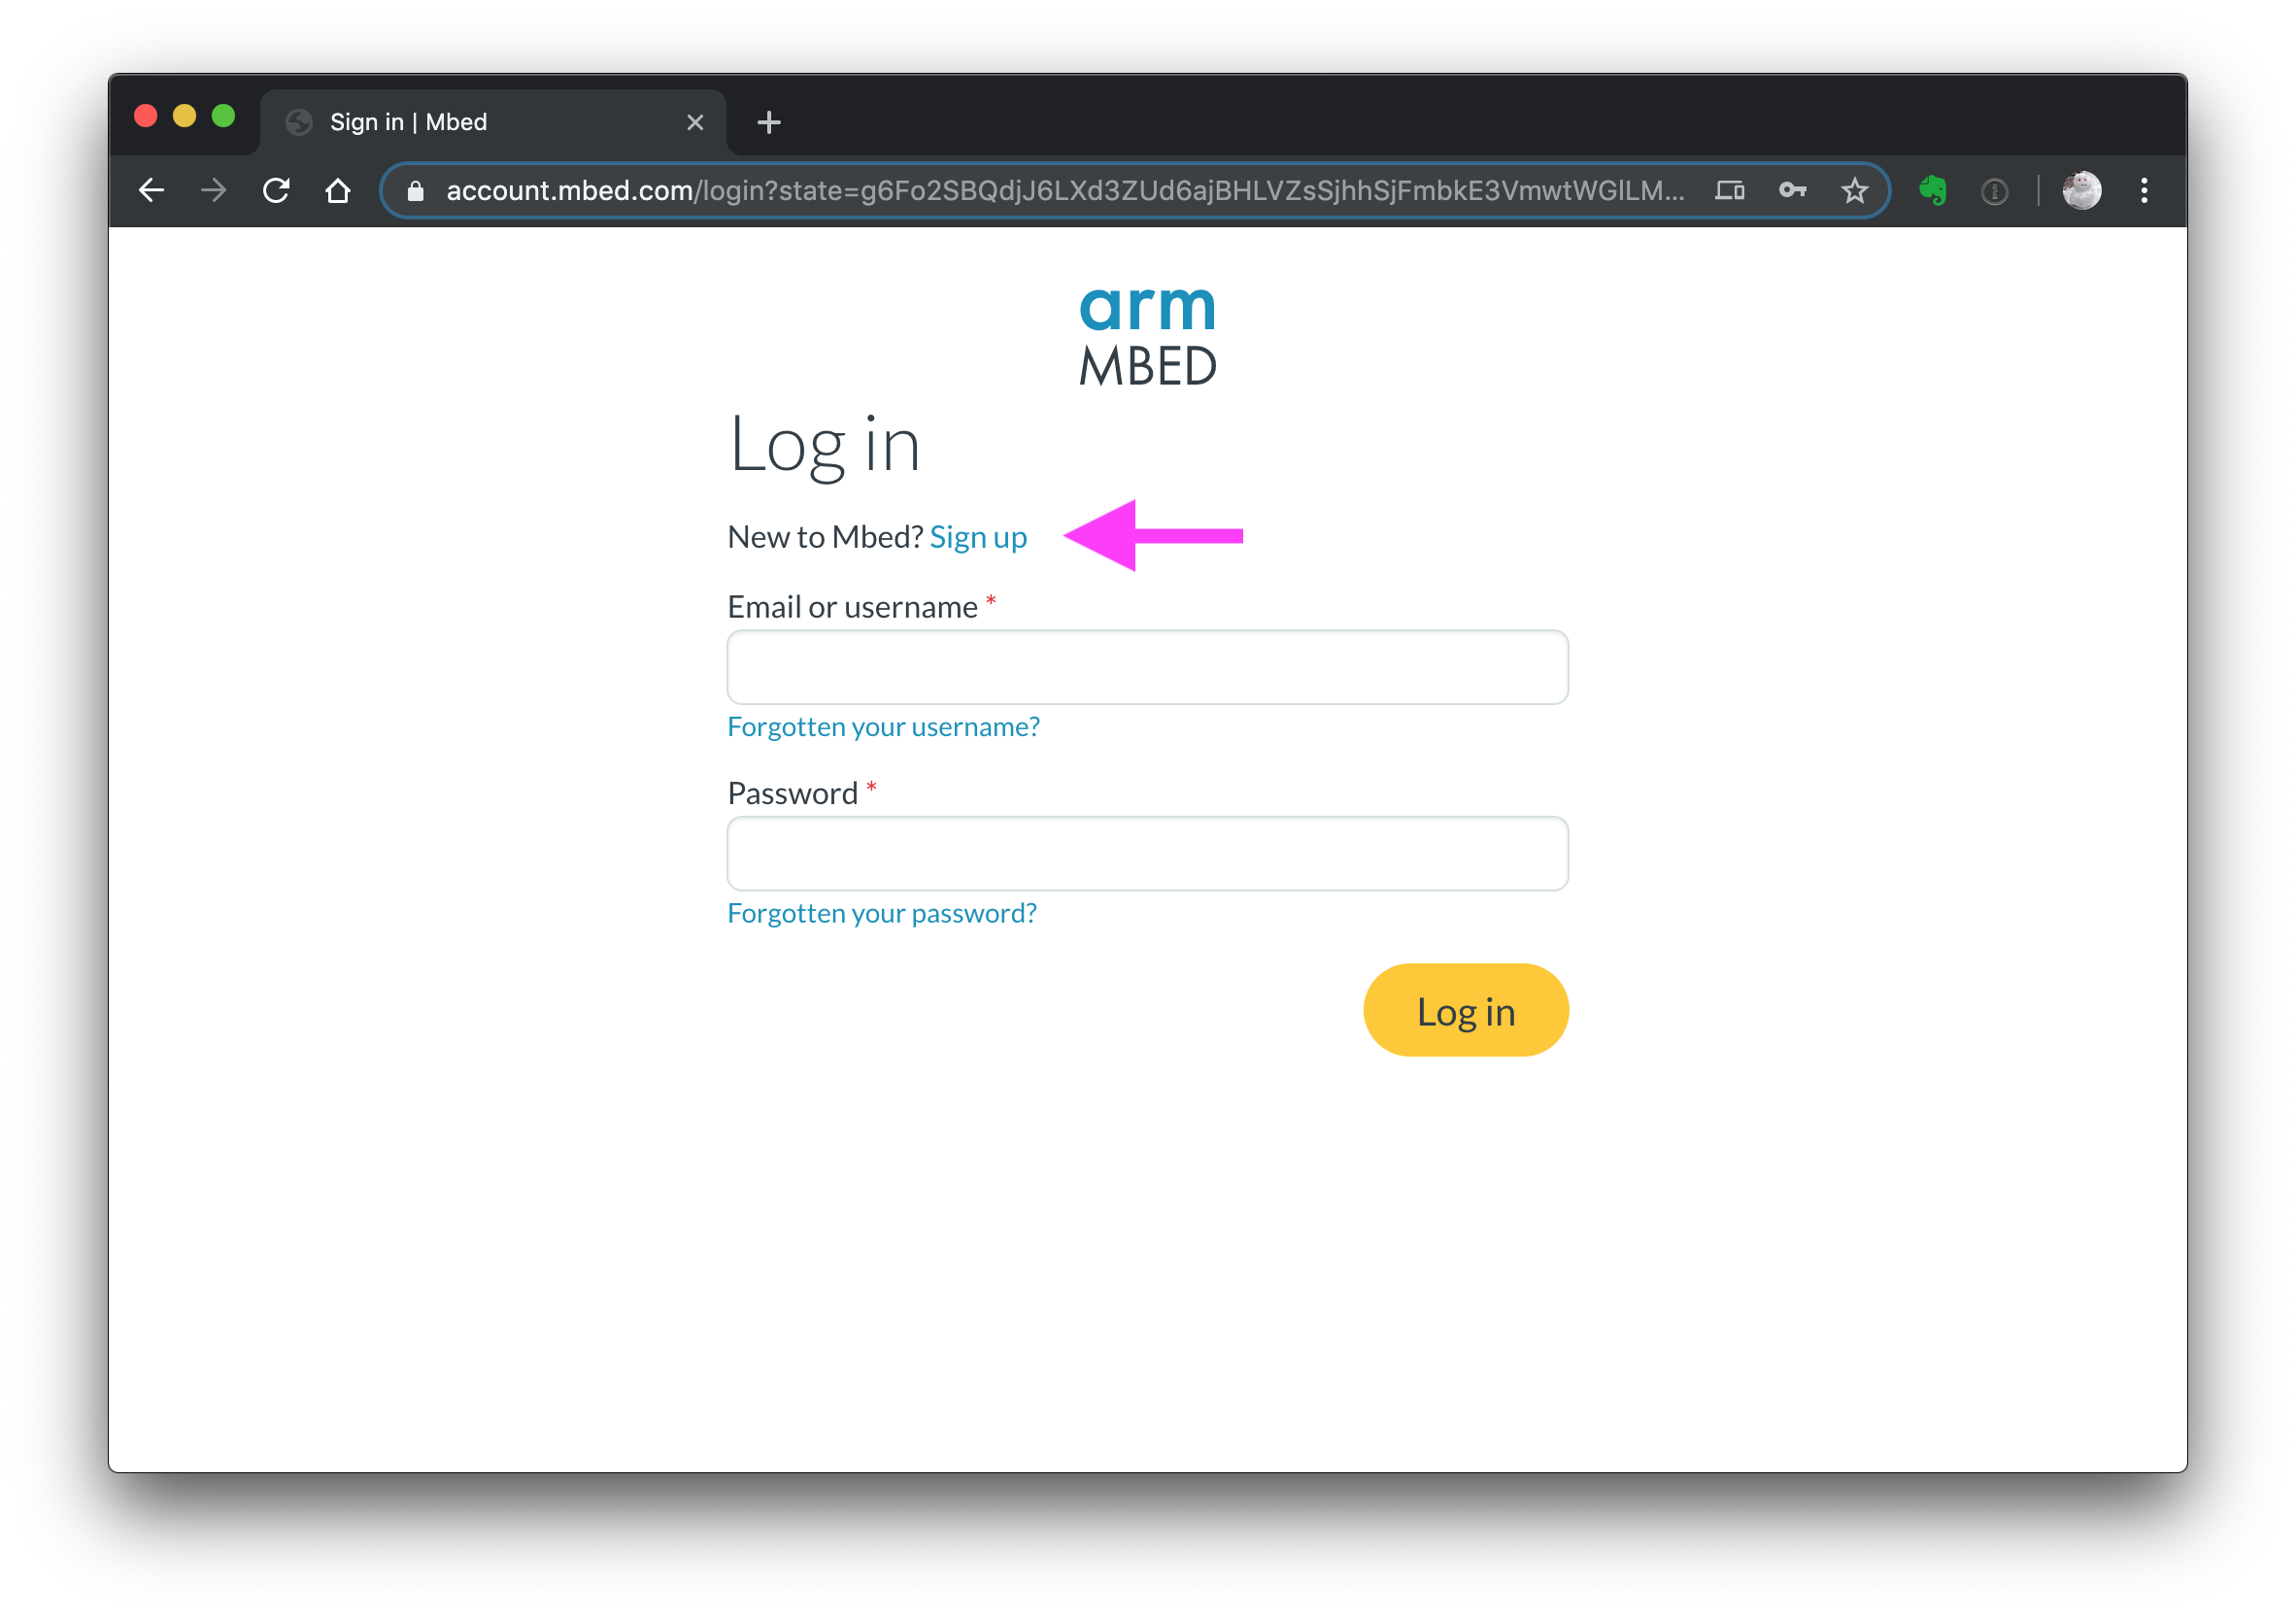 Sign in | Mbed
account.mbed.com/login?state=g6Fo2SBQdjJ6LXd3ZUd6ajBHLVZsSjhhSjFmbkE3VmwtWGlLM...
arm
MBED
Log in
New to Mbed? Sign up
Email or username *
Forgotten your username?
Password *
Forgotten your password?
Log in